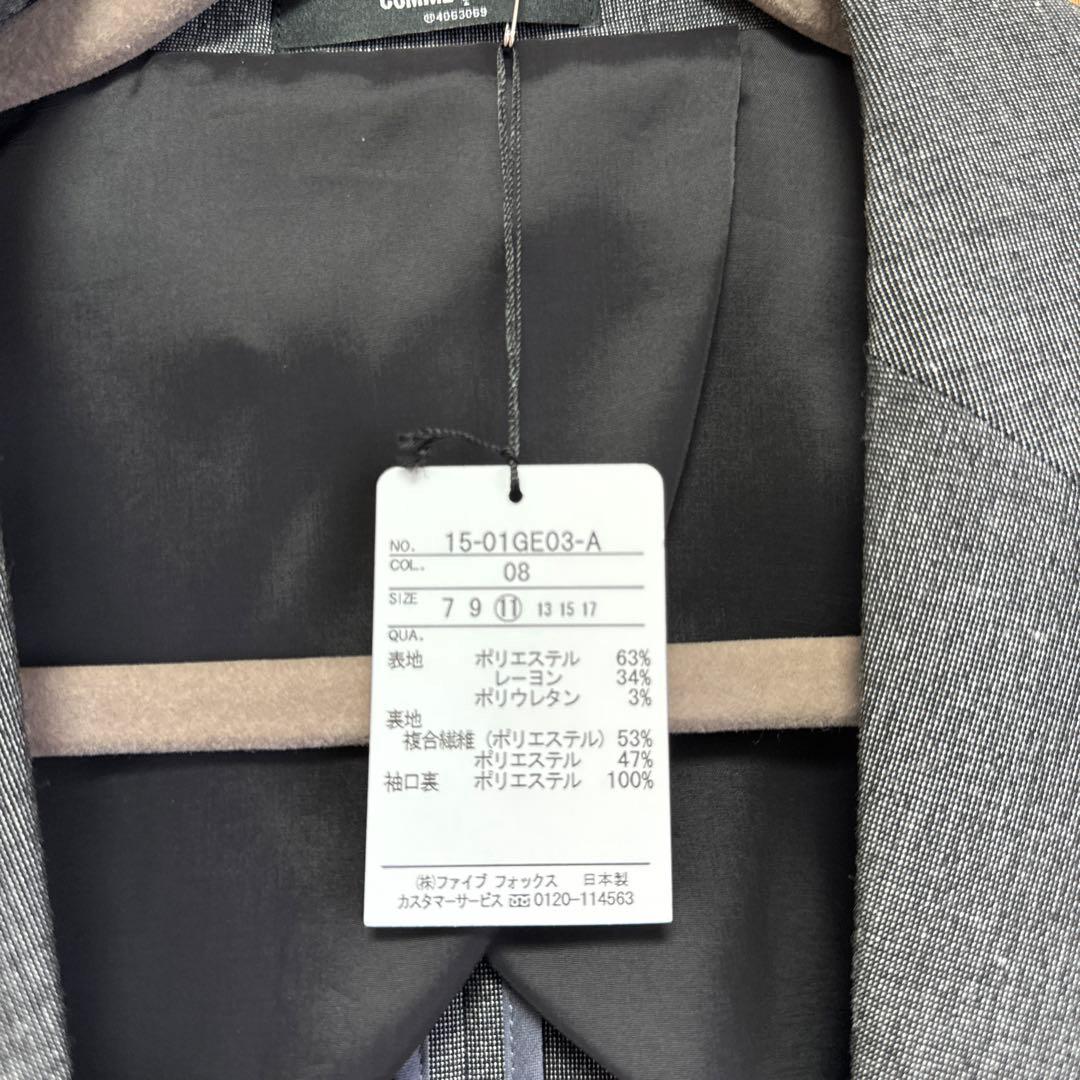 COMME
Ⓗ4063069
NO. 15-01GE03-A
COL.. 08
SIZE 7 9 ⑪ 13 15 17
QUA.
表地 ポリエステル 63%
レーヨン 34%
ポリウレタン 3%
裏地
複合繊維 (ポリエステル) 53%
ポリエステル 47%
袖口裏 ポリエステル 100%
㈱ファイブ フォックス 日本製
カスタマーサービス 0120-114563